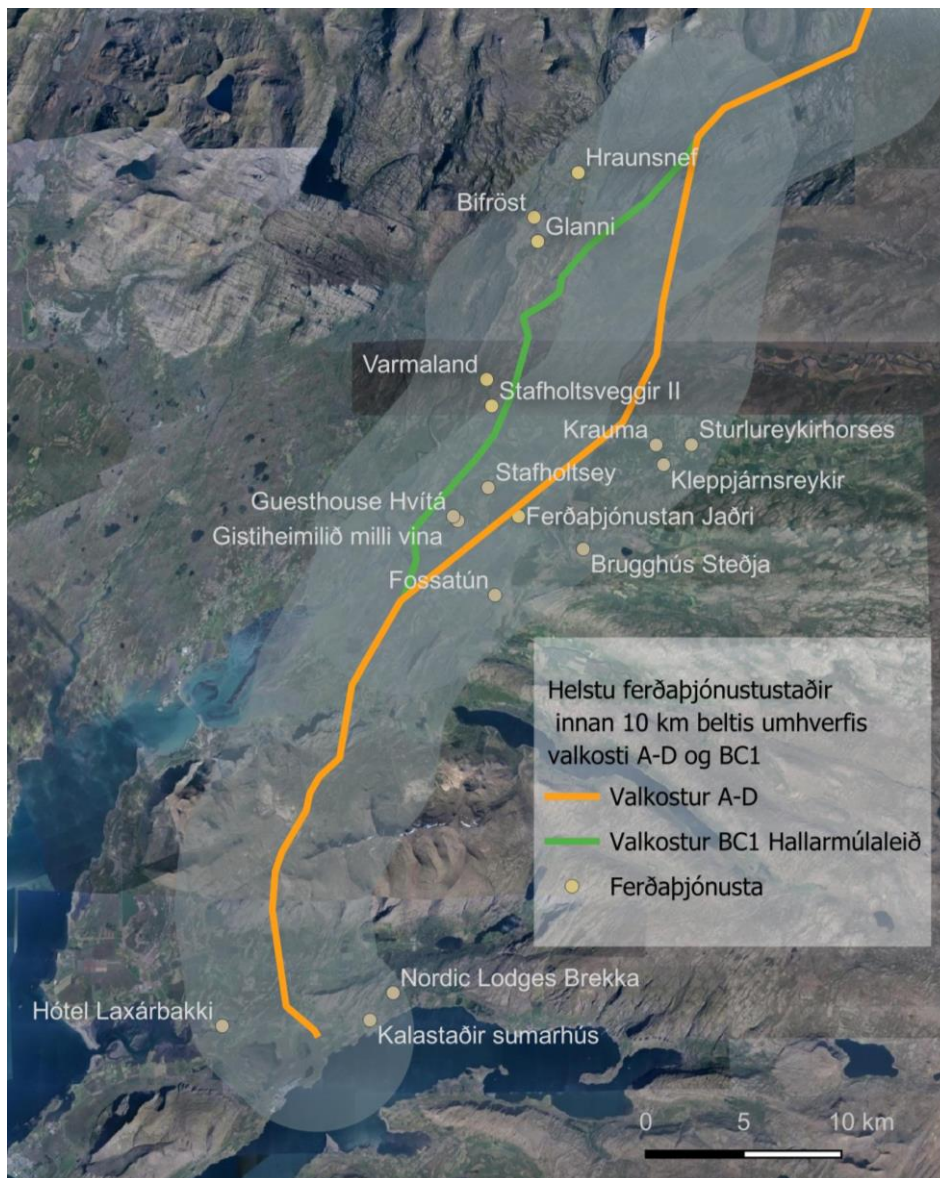 Hraunsnef
Bifröst
Glanni
Varmaland
Stafholtsveggir II
Krauma
Sturlureykirhorses
Kleppjárnsreykir
Stafholtsey
Guesthouse Hvítá
Ferðaþjónustan Jaðri
Gistiheimilið milli vina
Brugghús Steðja
Fossatún
Helstu ferðaþjónustustaðir
innan 10 km beltis umhverfis
valkosti A-D og BC1
Valkostur A-D
Valkostur BC1 Hallarmúlaleið
Ferðaþjónusta
Nordic Lodges Brekka
Hótel Laxárbakki
Kalastaðir sumarhús
0 5 10 km